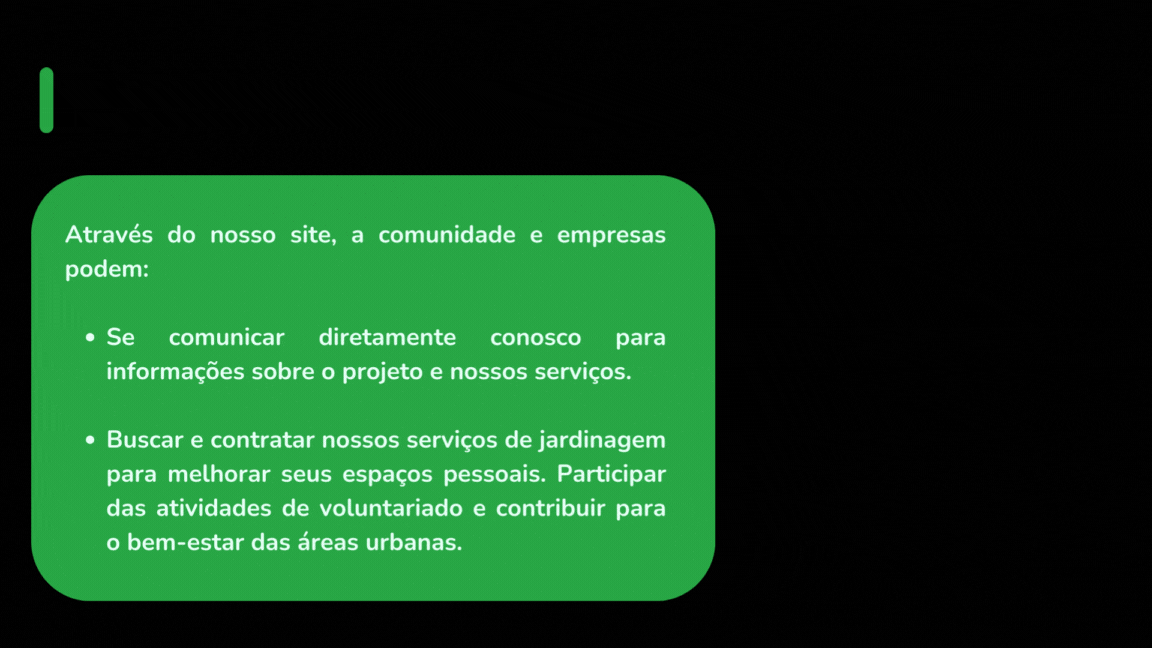 Através do nosso site, a comunidade e empresas
podem:
• Se comunicar diretamente conosco para
informações sobre o projeto e nossos serviços.
• Buscar e contratar nossos serviços de jardinagem
para melhorar seus espaços pessoais. Participar
das atividades de voluntariado e contribuir para
o bem-estar das áreas urbanas.